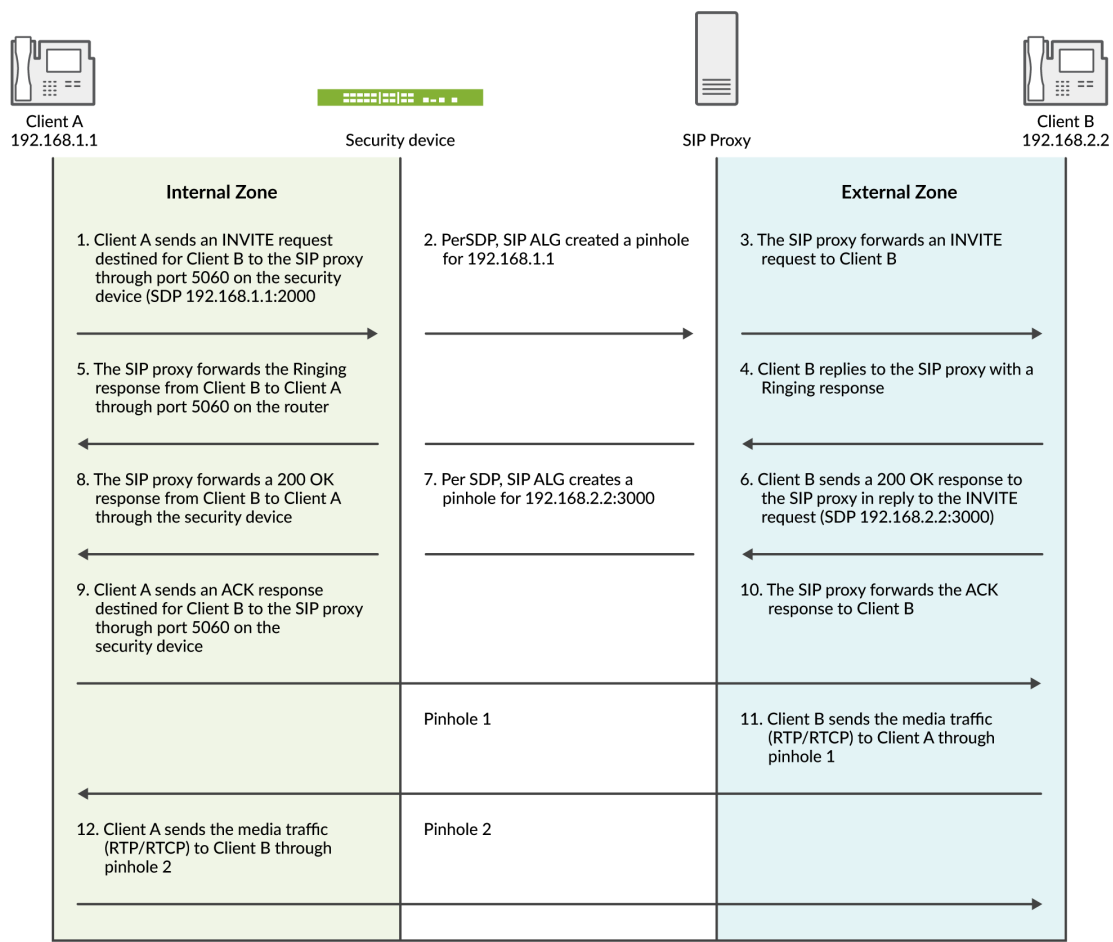 Client A
192.168.1.1
Security device
SIP Proxy
Client B
192.168.2.2
Internal Zone
External Zone
1. Client A sends an INVITE request
destined for Client B to the SIP proxy
through port 5060 on the security
device (SDP 192.168.1.1:2000
2. PerSDP, SIP ALG created a pinhole
for 192.168.1.1
3. The SIP proxy forwards an INVITE
request to Client B
5. The SIP proxy forwards the Ringing
response from Client B to Client A
through port 5060 on the router
4. Client B replies to the SIP proxy with a
Ringing response
8. The SIP proxy forwards a 200 OK
response from Client B to Client A
through the security device
7. Per SDP, SIP ALG creates a
pinhole for 192.168.2.2:3000
6. Client B sends a 200 OK response to
the SIP proxy in reply to the INVITE
request (SDP 192.168.2.2:3000)
9. Client A sends an ACK response
destined for Client B to the SIP proxy
thorugh port 5060 on the
security device
10. The SIP proxy forwards the ACK
response to Client B
Pinhole 1
11. Client B sends the media traffic
(RTP/RTCP) to Client A through
pinhole 1
12. Client A sends the media traffic
(RTP/RTCP) to Client B through
pinhole 2
Pinhole 2